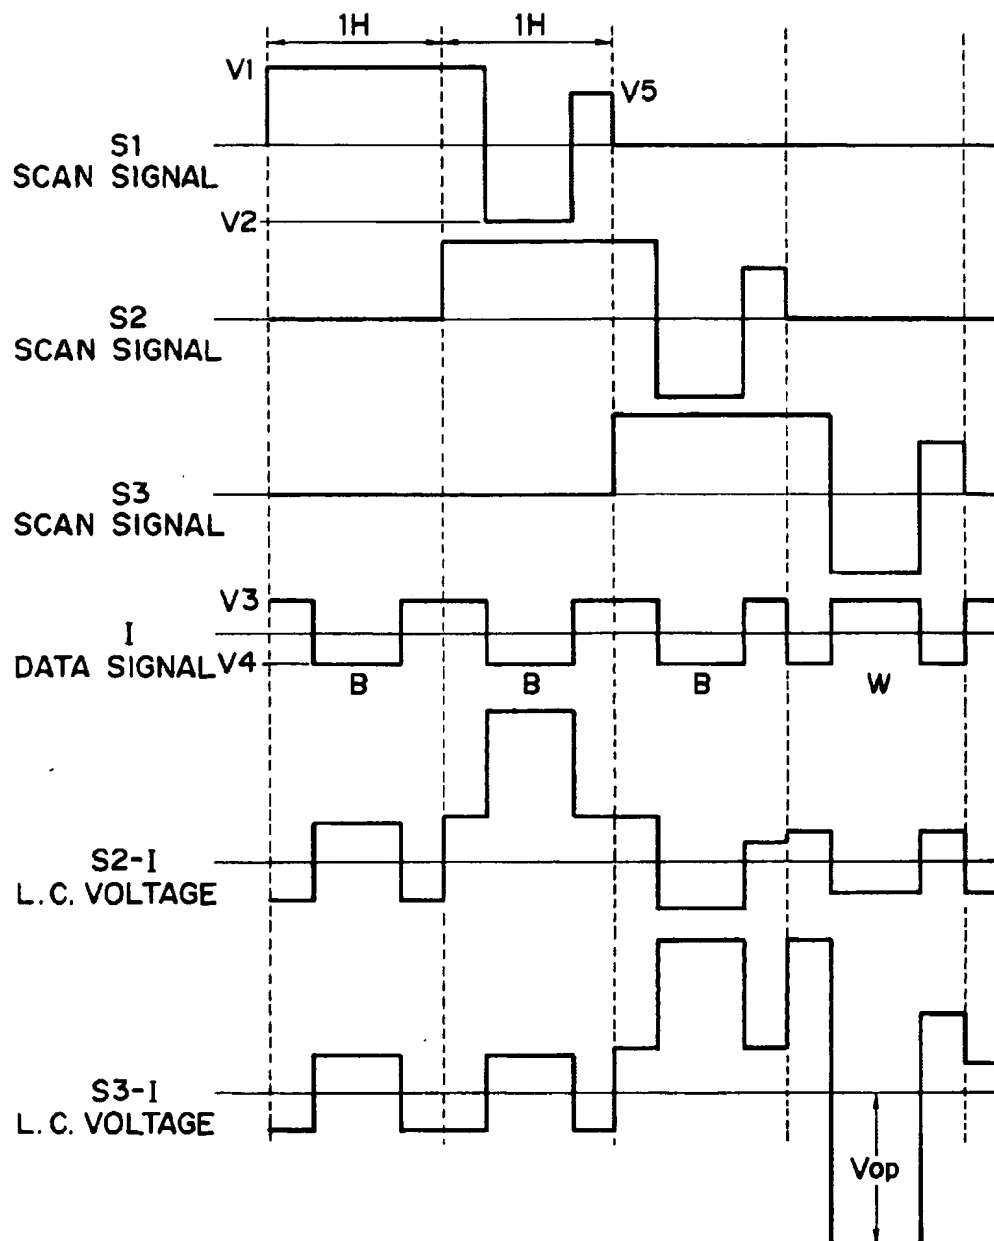 1H 1H
V1
V5
S1
SCAN SIGNAL
V2
S2
SCAN SIGNAL
S3
SCAN SIGNAL
V3
I
DATA SIGNAL V4
B B B W
S2-I
L.C. VOLTAGE
S3-I
L.C. VOLTAGE
Vop